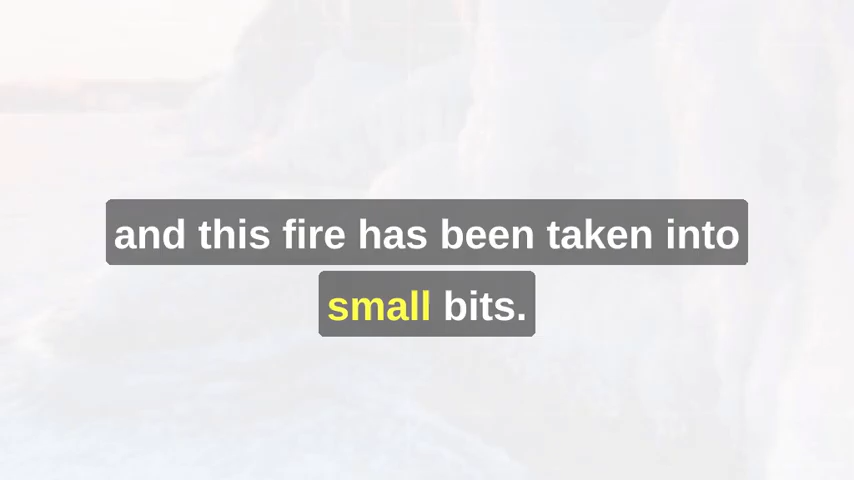 and this fire has been taken into
small bits.